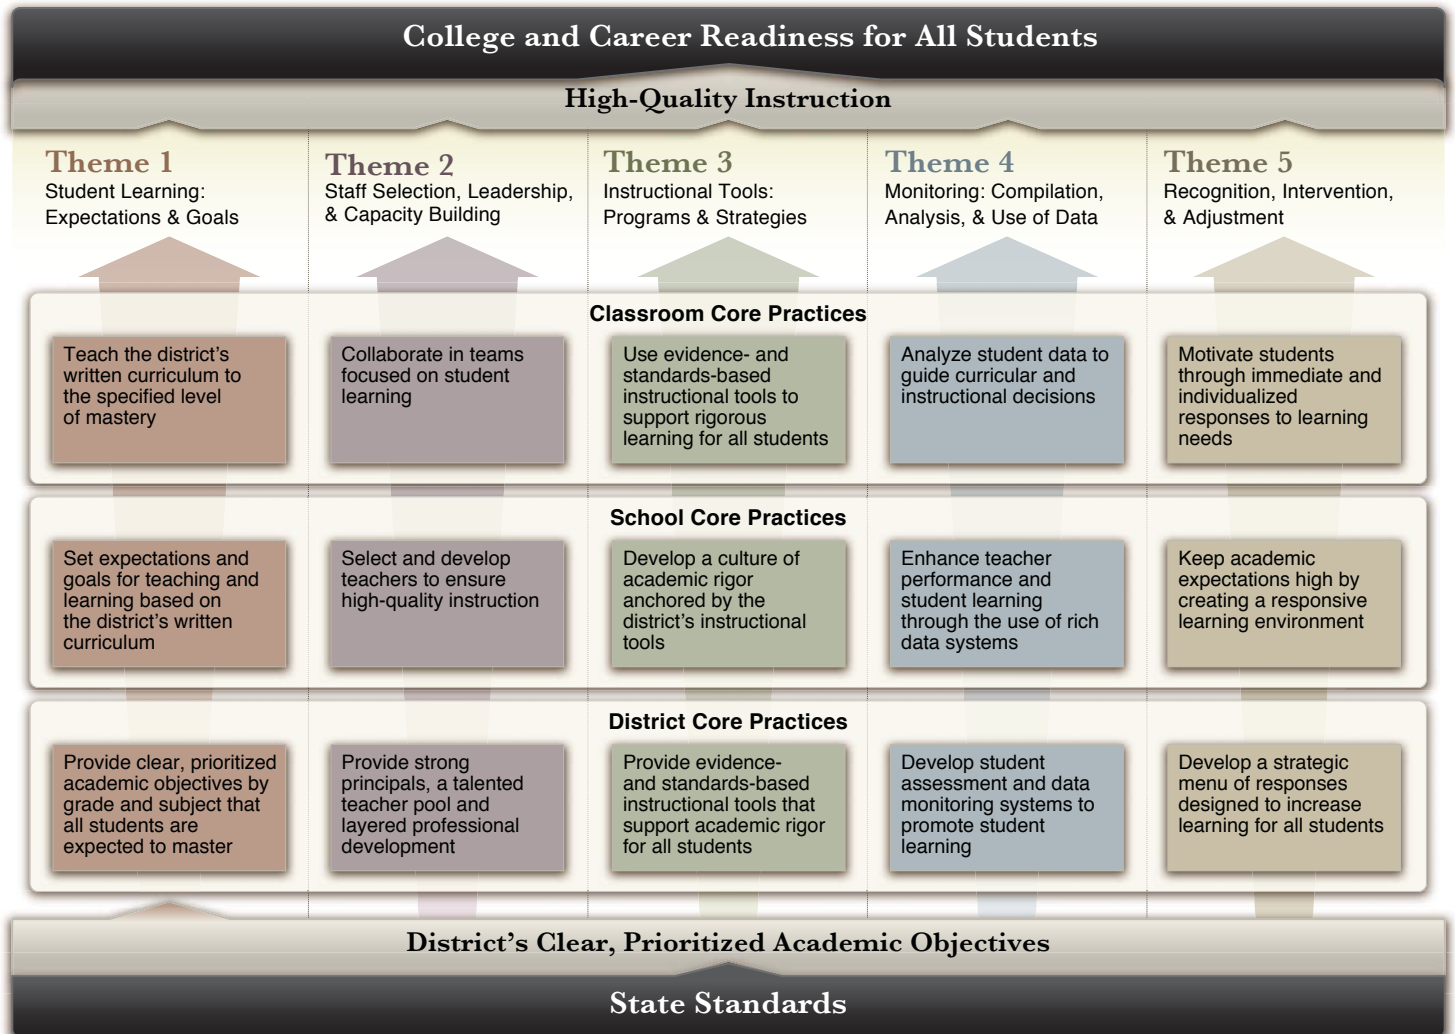 College and Career Readiness for All Students
High-Quality Instruction
Theme 1
Student Learning:
Expectations & Goals
Theme 2
Staff Selection, Leadership,
& Capacity Building
Theme 3
Instructional Tools:
Programs & Strategies
Theme 4
Monitoring: Compilation,
Analysis, & Use of Data
Theme 5
Recognition, Intervention,
& Adjustment
Classroom Core Practices
Teach the district’s
written curriculum to
the specified level
of mastery
Collaborate in teams
focused on student
learning
Use evidence- and
standards-based
instructional tools to
support rigorous
learning for all students
Analyze student data to
guide curricular and
instructional decisions
Motivate students
through immediate and
individualized
responses to learning
needs
School Core Practices
Set expectations and
goals for teaching and
learning based on
the district’s written
curriculum
Select and develop
teachers to ensure
high-quality instruction
Develop a culture of
academic rigor
anchored by the
district’s instructional
tools
Enhance teacher
performance and
student learning
through the use of rich
data systems
Keep academic
expectations high by
creating a responsive
learning environment
District Core Practices
Provide clear, prioritized
academic objectives by
grade and subject that
all students are
expected to master
Provide strong
principals, a talented
teacher pool and
layered professional
development
Provide evidence-
and standards-based
instructional tools that
support academic rigor
for all students
Develop student
assessment and data
monitoring systems to
promote student
learning
Develop a strategic
menu of responses
designed to increase
learning for all students
District’s Clear, Prioritized Academic Objectives
State Standards